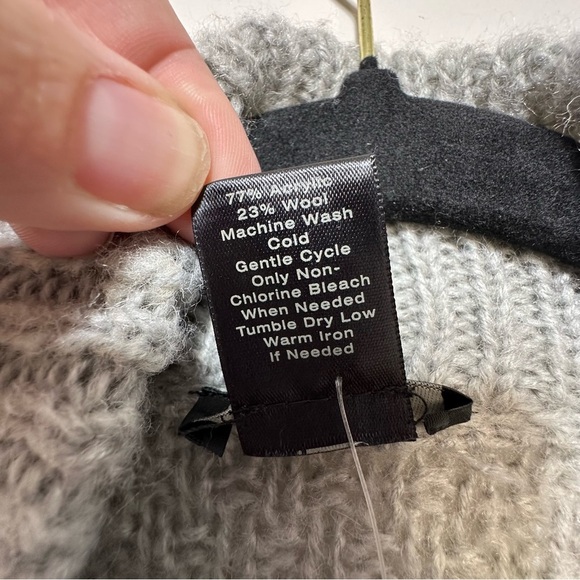 77% Acrylic
23% Wool
Machine Wash
Cold
Gentle Cycle
Only Non-
Chlorine Bleach
When Needed
Tumble Dry Low
Warm Iron
If Needed